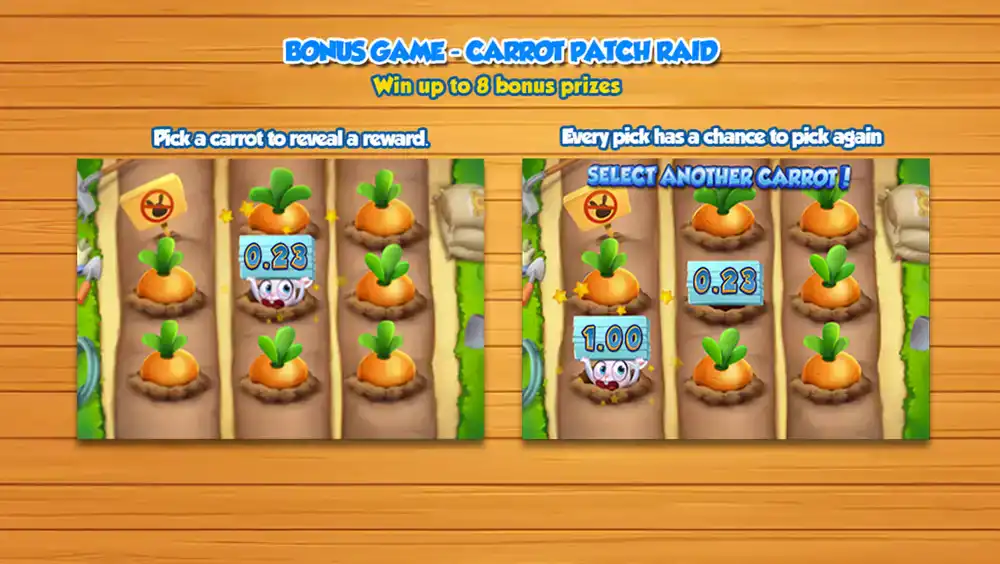 BONUS GAME - CARROT PATCH RAID
Win up to 8 bonus prizes
Pick a carrot to reveal a reward.
Every pick has a chance to pick again
0.23
SELECT ANOTHER CARROT!
0.23
1.00